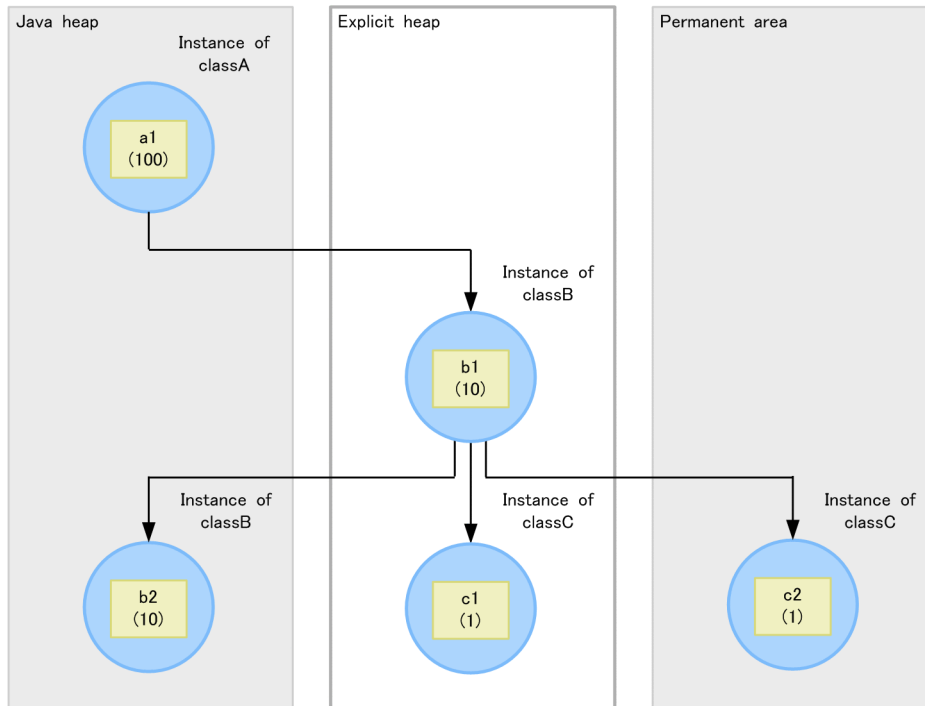 Java heap
Explicit heap
Permanent area
Instance of
classA
a1
(100)
Instance of
classB
b1
(10)
Instance of
classB
Instance of
classC
Instance of
classC
b2
(10)
c1
(1)
c2
(1)